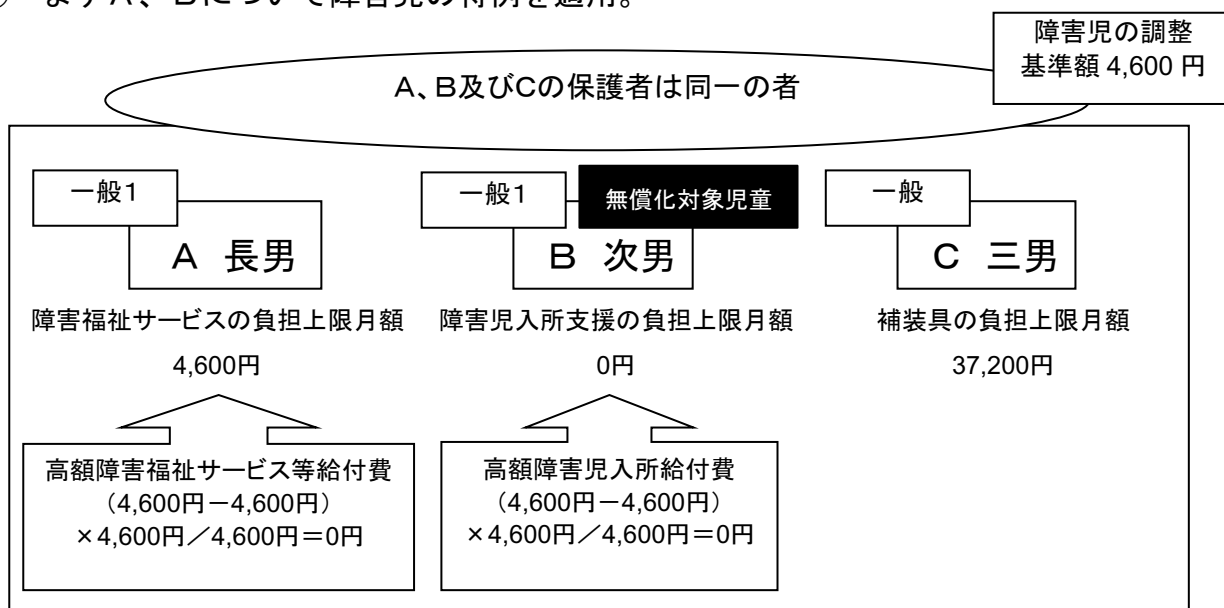 まずA、Bについて障害児の特例を適用。
障害児の調整
基準額 4,600 円
A、B及びCの保護者は同一の者
一般1
A 長男
一般1
無償化対象児童
B 次男
一般
C 三男
障害福祉サービスの負担上限月額
4,600円
障害児入所支援の負担上限月額
0円
補装具の負担上限月額
37,200円
高額障害福祉サービス等給付費
(4,600円-4,600円)
×4,600円/4,600円=0円
高額障害児入所給付費
(4,600円-4,600円)
×4,600円/4,600円=0円